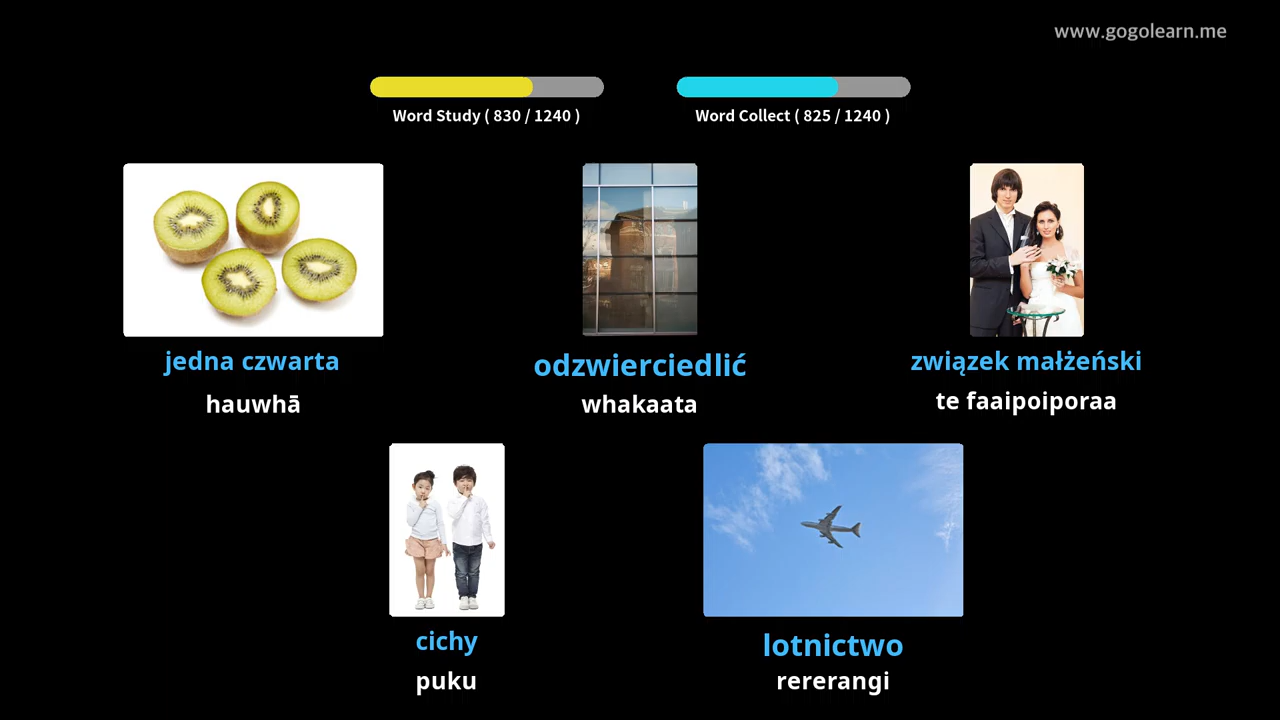 www.gogolearn.me
Word Study ( 830 / 1240 )
Word Collect ( 825 / 1240 )
jedna czwarta
hauwhā
odzwierciedlić
whakaata
związek małżeński
te faaipoiporaa
cichy
puku
lotnictwo
rererangi